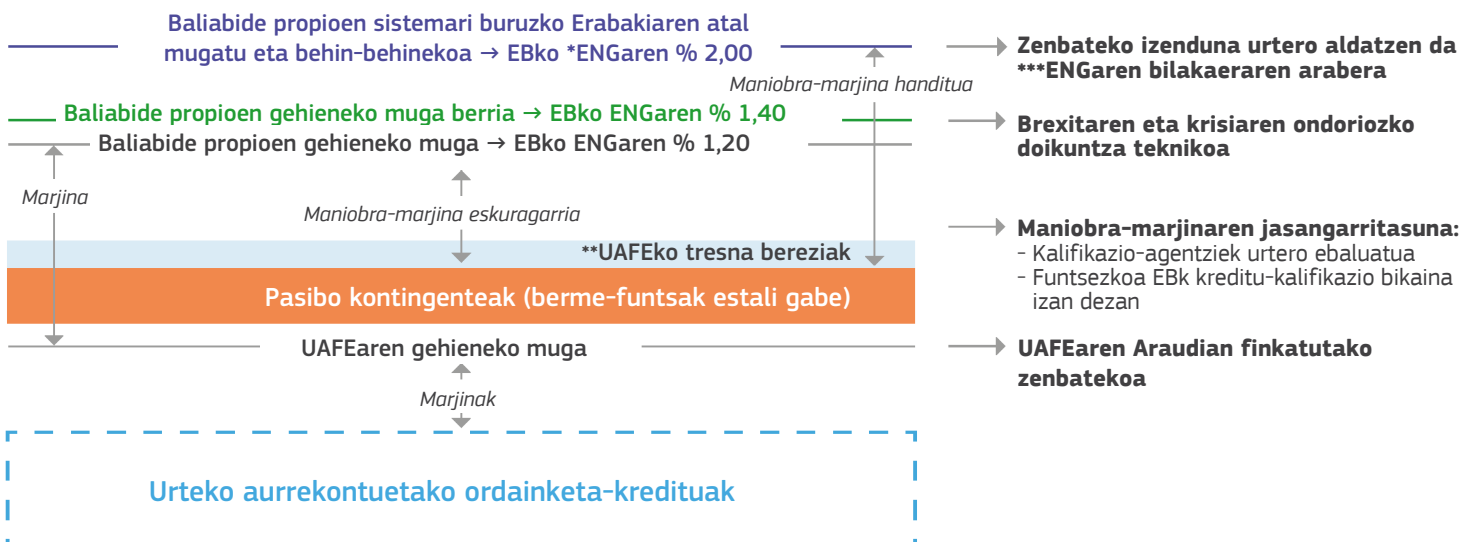 Baliabide propioen sistemari buruzko Erabakiaren atal
mugatu eta behin-behinekoa → EBko *ENGaren % 2,00
Maniobra-marjina handitua
Baliabide propioen gehieneko muga berria → EBko ENGaren % 1,40
Baliabide propioen gehieneko muga → EBko ENGaren % 1,20
Marjina
Maniobra-marjina eskuragarria
**UAFEko tresna bereziak
Pasibo kontingenteak (berme-funtsak estali gabe)
UAFEaren gehieneko muga
Marjinak
Urteko aurrekontuetako ordainketa-kredituak
Zenbateko izenduna urtero aldatzen da
***ENGaren bilakaeraren arabera
Brexitaren eta krisiaren ondoriozko
doikuntza teknikoa
Maniobra-marjinaren jasangarritasuna:
- Kalifikazio-agentziek urtero ebaluatua
- Funtsezkoa EBk kreditu-kalifikazio bikaina
izan dezan
UAFEaren Araudian finkatutako
zenbatekoa